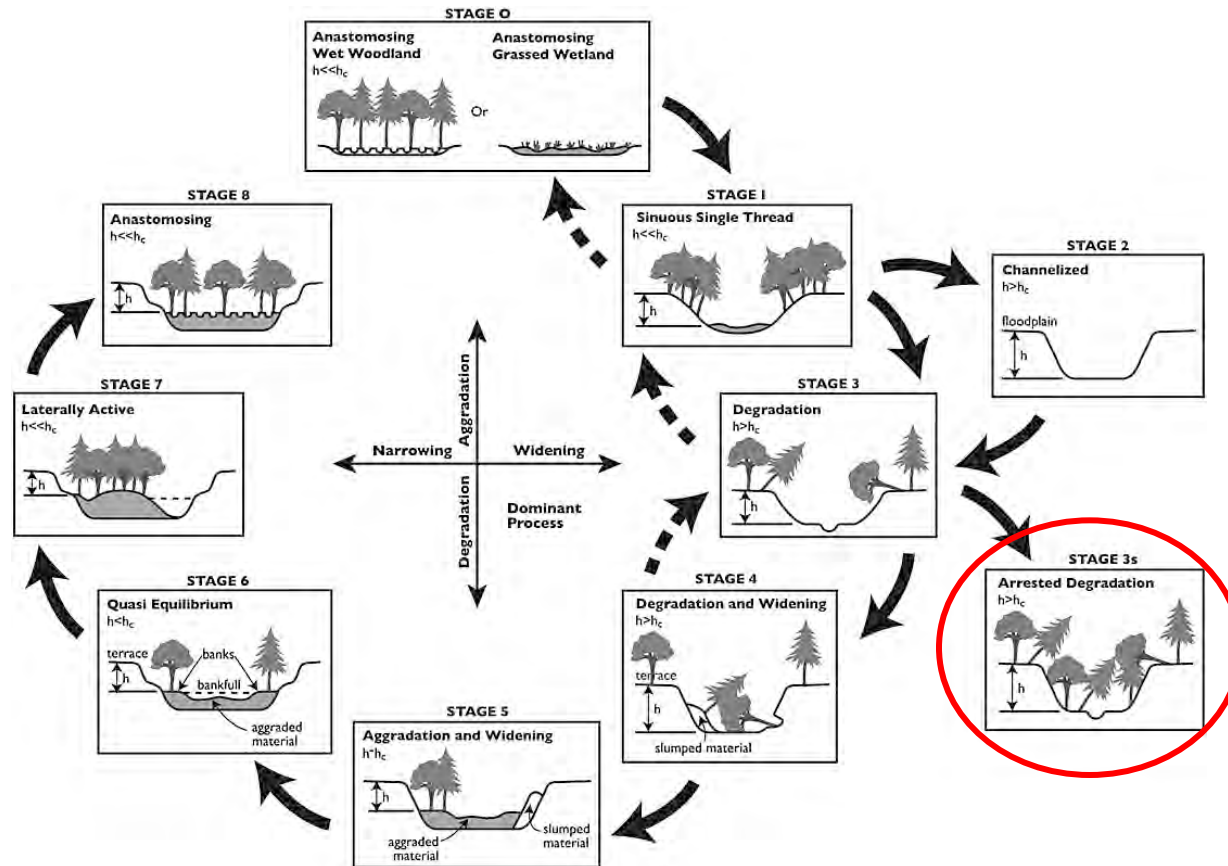 STAGE O
Anastomosing
Wet Woodland
h<<hc
Or
Anastomosing
Grassed Wetland
STAGE 1
Sinuous Single Thread
h<<hc
h
STAGE 2
Channelized
h>hc
floodplain
h
STAGE 3
Degradation
h>hc
h
STAGE 3s
Arrested Degradation
h>hc
h
STAGE 4
Degradation and Widening
h>hc
terrace
h
slumped material
STAGE 5
Aggradation and Widening
h~hc
h
aggraded
material
slumped
material
STAGE 6
Quasi Equilibrium
h<hc
terrace
banks
h
bankfull
aggraded
material
STAGE 7
Laterally Active
h<<hc
h
STAGE 8
Anastomosing
h<<hc
h
Aggradation
Narrowing
Widening
Degradation
Dominant
Process